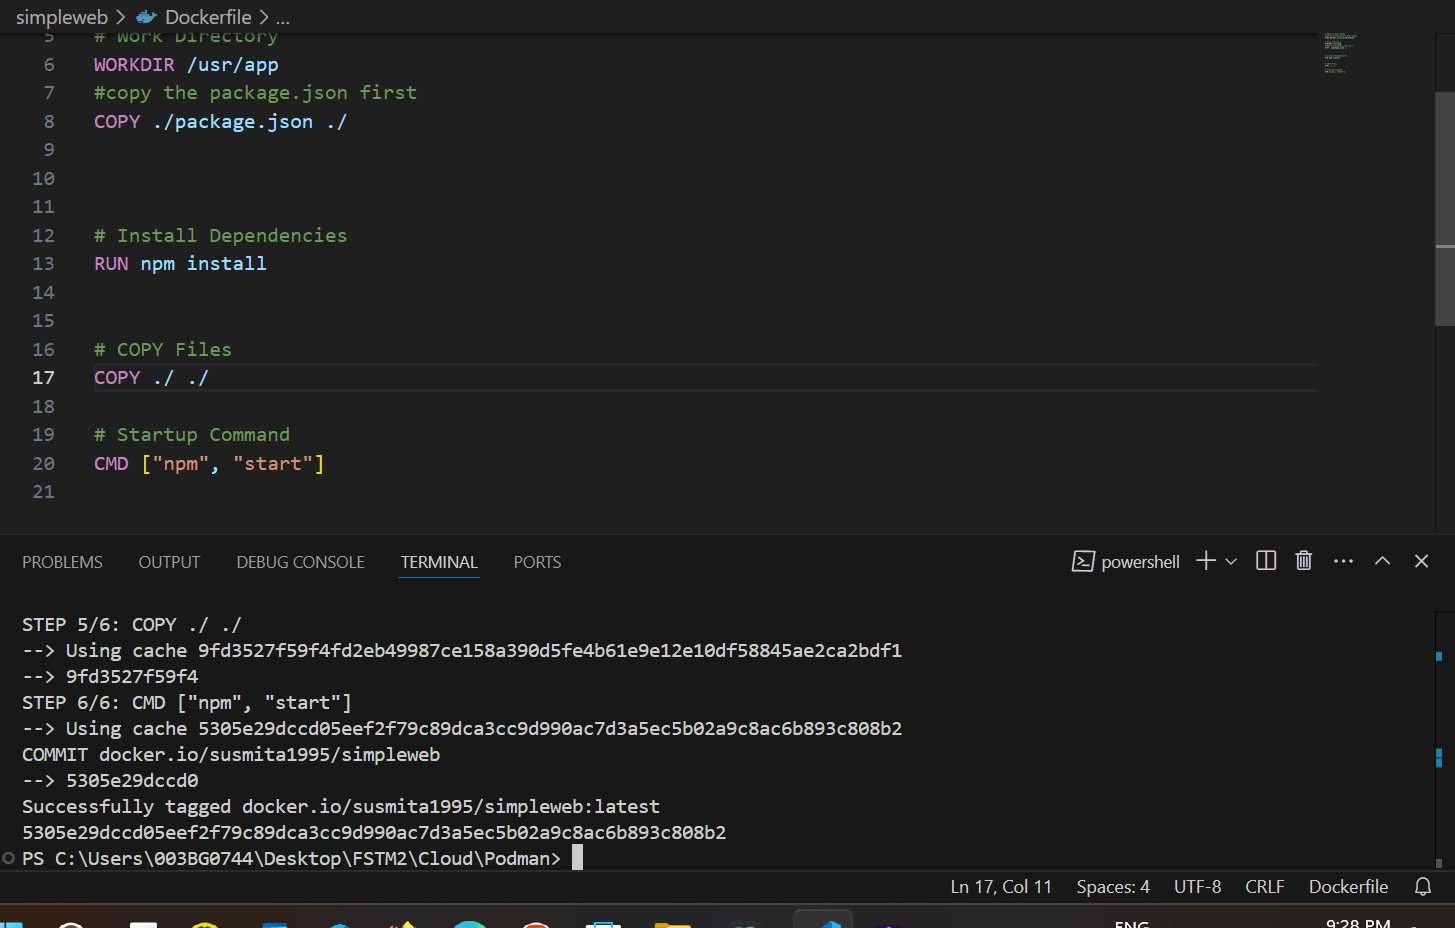 simpleweb > Dockerfile > ...
5 # Work Directory
6 WORKDIR /usr/app
7 #copy the package.json first
8 COPY ./package.json ./
9
10
11
12 # Install Dependencies
13 RUN npm install
14
15
16 # COPY Files
17 COPY ./ ./
18
19 # Startup Command
20 CMD ["npm", "start"]
21
PROBLEMS OUTPUT DEBUG CONSOLE TERMINAL PORTS powershell
STEP 5/6: COPY ./ ./
--> Using cache 9fd3527f59f4fd2eb49987ce158a390d5fe4b61e9e12e10df58845ae2ca2bdf1
--> 9fd3527f59f4
STEP 6/6: CMD ["npm", "start"]
--> Using cache 5305e29dccd05eef2f79c89dca3cc9d990ac7d3a5ec5b02a9c8ac6b893c808b2
COMMIT docker.io/susmita1995/simpleweb
--> 5305e29dccd0
Successfully tagged docker.io/susmita1995/simpleweb:latest
5305e29dccd05eef2f79c89dca3cc9d990ac7d3a5ec5b02a9c8ac6b893c808b2
PS C:\Users\003BG0744\Desktop\FSTM2\Cloud\Podman>
Ln 17, Col 11 Spaces: 4 UTF-8 CRLF Dockerfile
ENG 9:28 PM